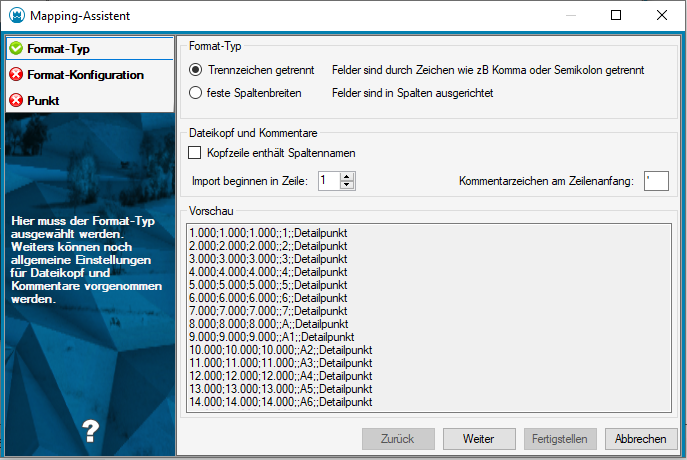 Mapping-Assistent
Format-Typ
Format-Konfiguration
Punkt
Hier muss der Format-Typ
ausgewählt werden.
Weiters können noch
allgemeine Einstellungen
für Dateikopf und
Kommentare vorgenommen
werden.
?
Format-Typ
Trennzeichen getrennt Felder sind durch Zeichen wie zB Komma oder Semikolon getrennt
feste Spaltenbreiten Felder sind in Spalten ausgerichtet
Dateikopf und Kommentare
Kopfzeile enthält Spaltennamen
Import beginnen in Zeile: 1 Kommentarzeichen am Zeilenanfang: '
Vorschau
1.000;1.000;1.000;;1;;Detailpunkt
2.000;2.000;2.000;;2;;Detailpunkt
3.000;3.000;3.000;;3;;Detailpunkt
4.000;4.000;4.000;;4;;Detailpunkt
5.000;5.000;5.000;;5;;Detailpunkt
6.000;6.000;6.000;;6;;Detailpunkt
7.000;7.000;7.000;;7;;Detailpunkt
8.000;8.000;8.000;;A;;Detailpunkt
9.000;9.000;9.000;;A1;;Detailpunkt
10.000;10.000;10.000;;A2;;Detailpunkt
11.000;11.000;11.000;;A3;;Detailpunkt
12.000;12.000;12.000;;A4;;Detailpunkt
13.000;13.000;13.000;;A5;;Detailpunkt
14.000;14.000;14.000;;A6;;Detailpunkt
Zurück Weiter Fertigstellen Abbrechen